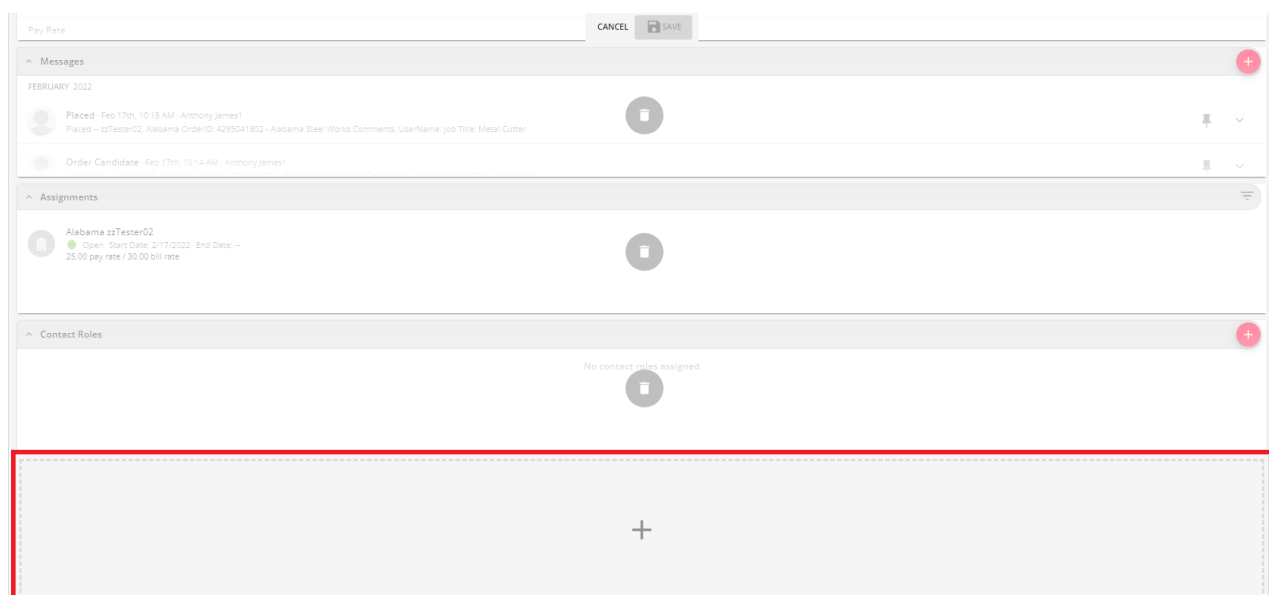 Pay Rate
CANCEL SAVE
Messages
FEBRUARY 2022
Placed - Feb 17th, 10:15 AM - Anthony James1
Placed -- zzTester02, Alabama OrderID: 4295041802 - Alabama Steel Works Comments: UserName: Job Title: Metal Cutter
Order Candidate - Feb 17th, 10:14 AM - Anthony James1
Assignments
Alabama zzTester02
Open Start Date: 2/17/2022 End Date: --
25.00 pay rate / 30.00 bill rate
Contact Roles
No contact roles assigned